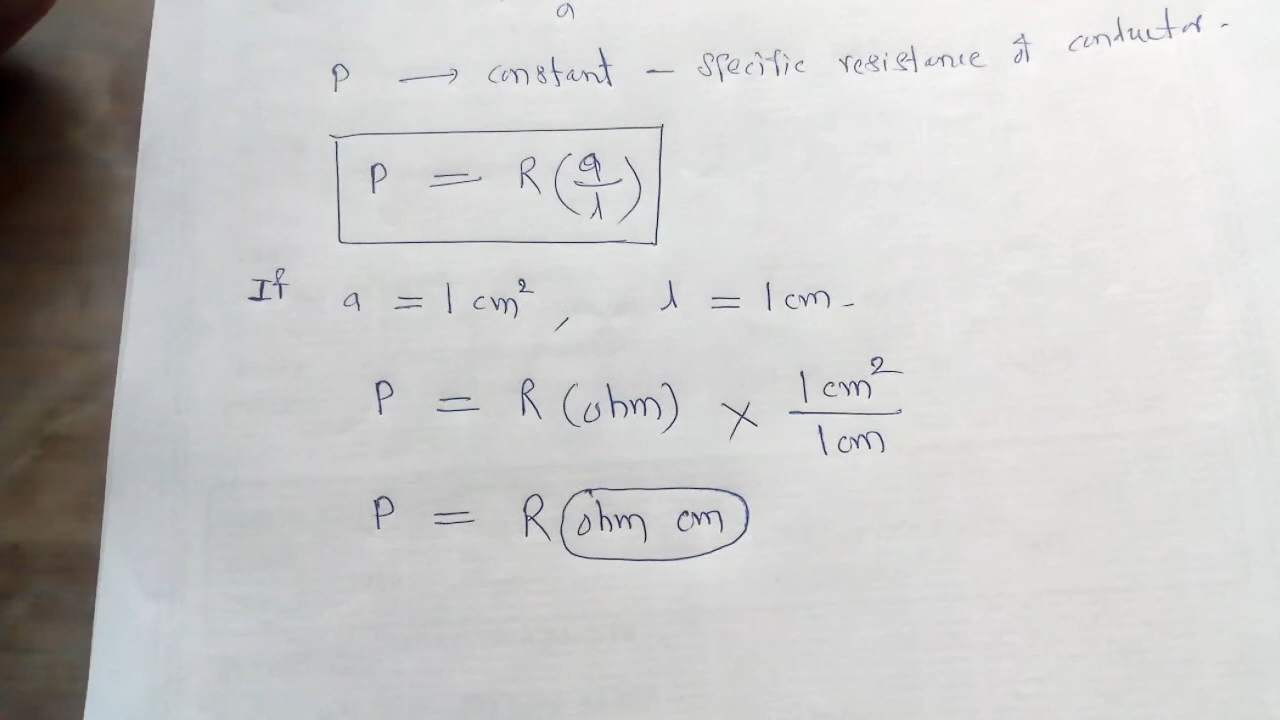 a
P → constant – specific resistance of conductor.
P = R(a/l)
If a = 1 cm², l = 1 cm.
P = R (ohm) × 1 cm²/1 cm
P = R ohm cm